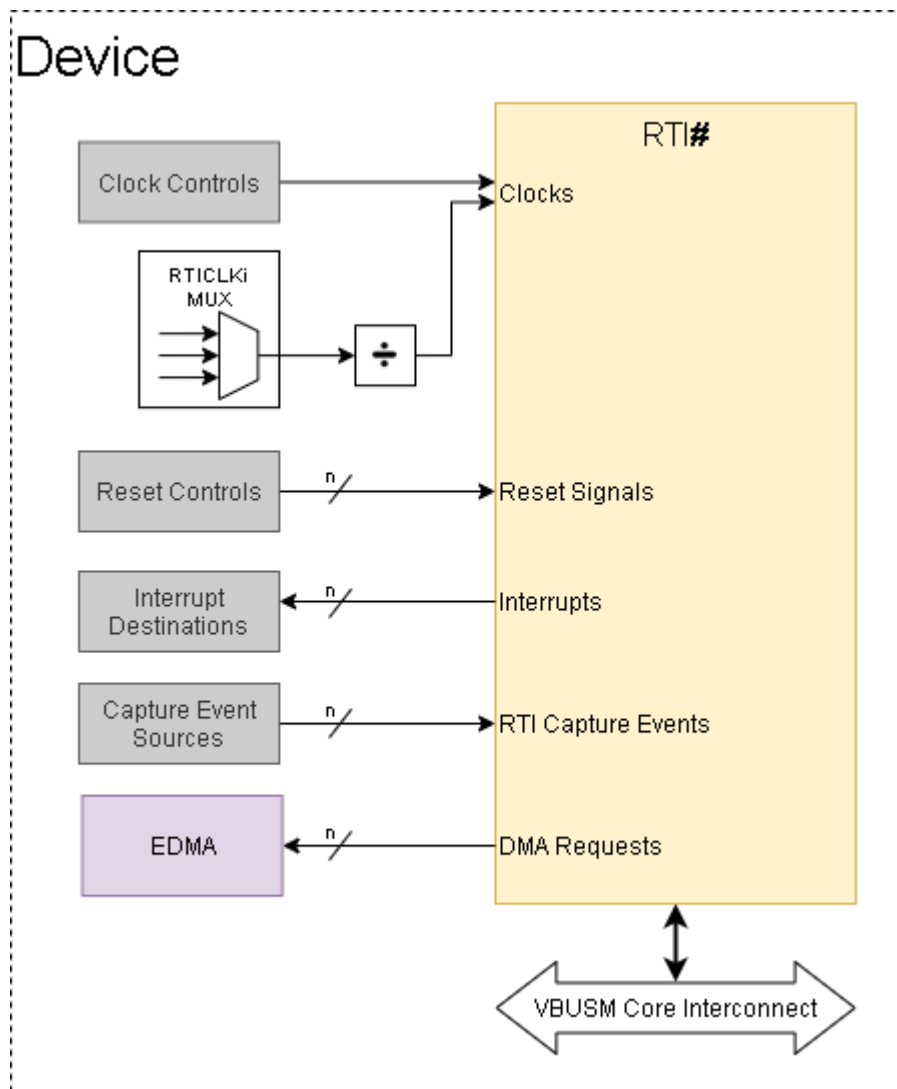 Device
RTI#
Clock Controls
Clocks
RTICLKi
MUX
÷
Reset Controls
n
Reset Signals
Interrupt
Destinations
n
Interrupts
Capture Event
Sources
n
RTI Capture Events
EDMA
n
DMA Requests
VBUSM Core Interconnect